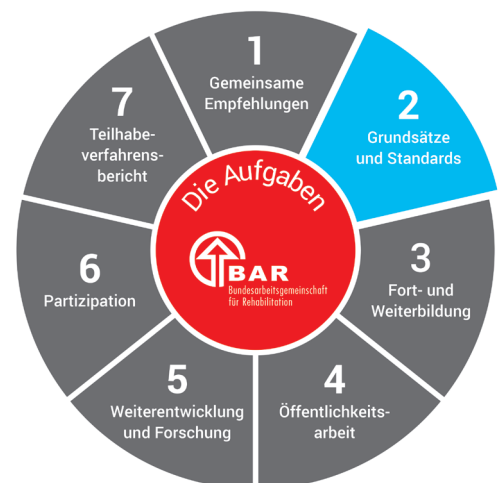 Die Aufgaben
BAR
Bundesarbeitsgemeinschaft
für Rehabilitation
1
Gemeinsame
Empfehlungen
2
Grundsätze
und Standards
3
Fort- und
Weiterbildung
4
Öffentlichkeits-
arbeit
5
Weiterentwicklung
und Forschung
6
Partizipation
7
Teilhabe-
verfahrens-
bericht